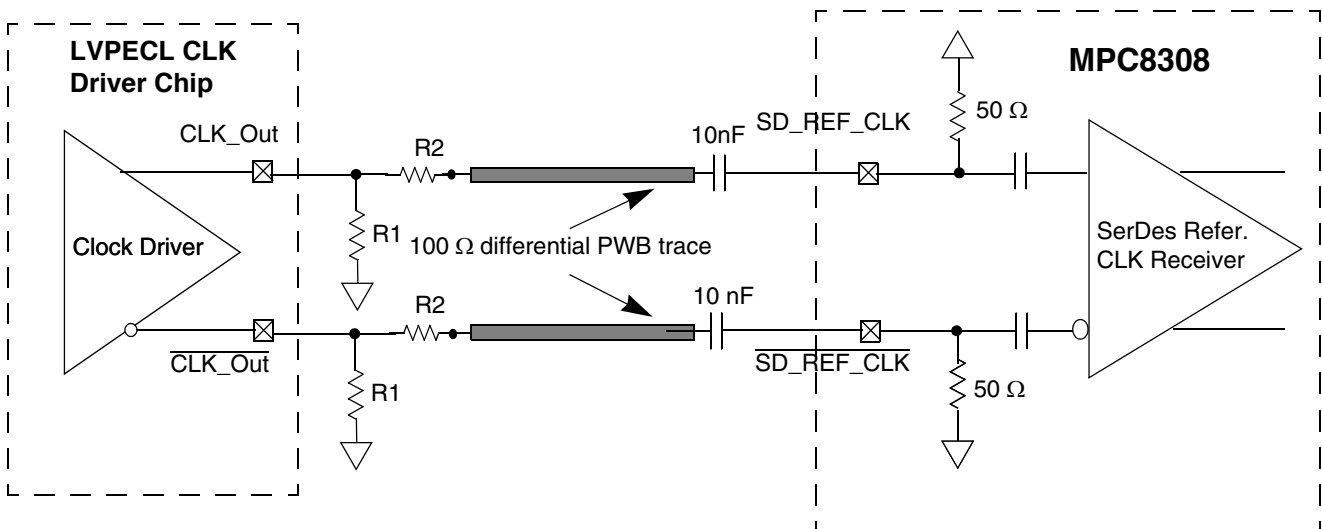 LVPECL CLK
Driver Chip
MPC8308
CLK_Out
R2
10nF
SD_REF_CLK
50 Ω
Clock Driver
R1
100 Ω differential PWB trace
SerDes Refer.
CLK Receiver
R2
10 nF
CLK_Out
SD_REF_CLK
R1
50 Ω